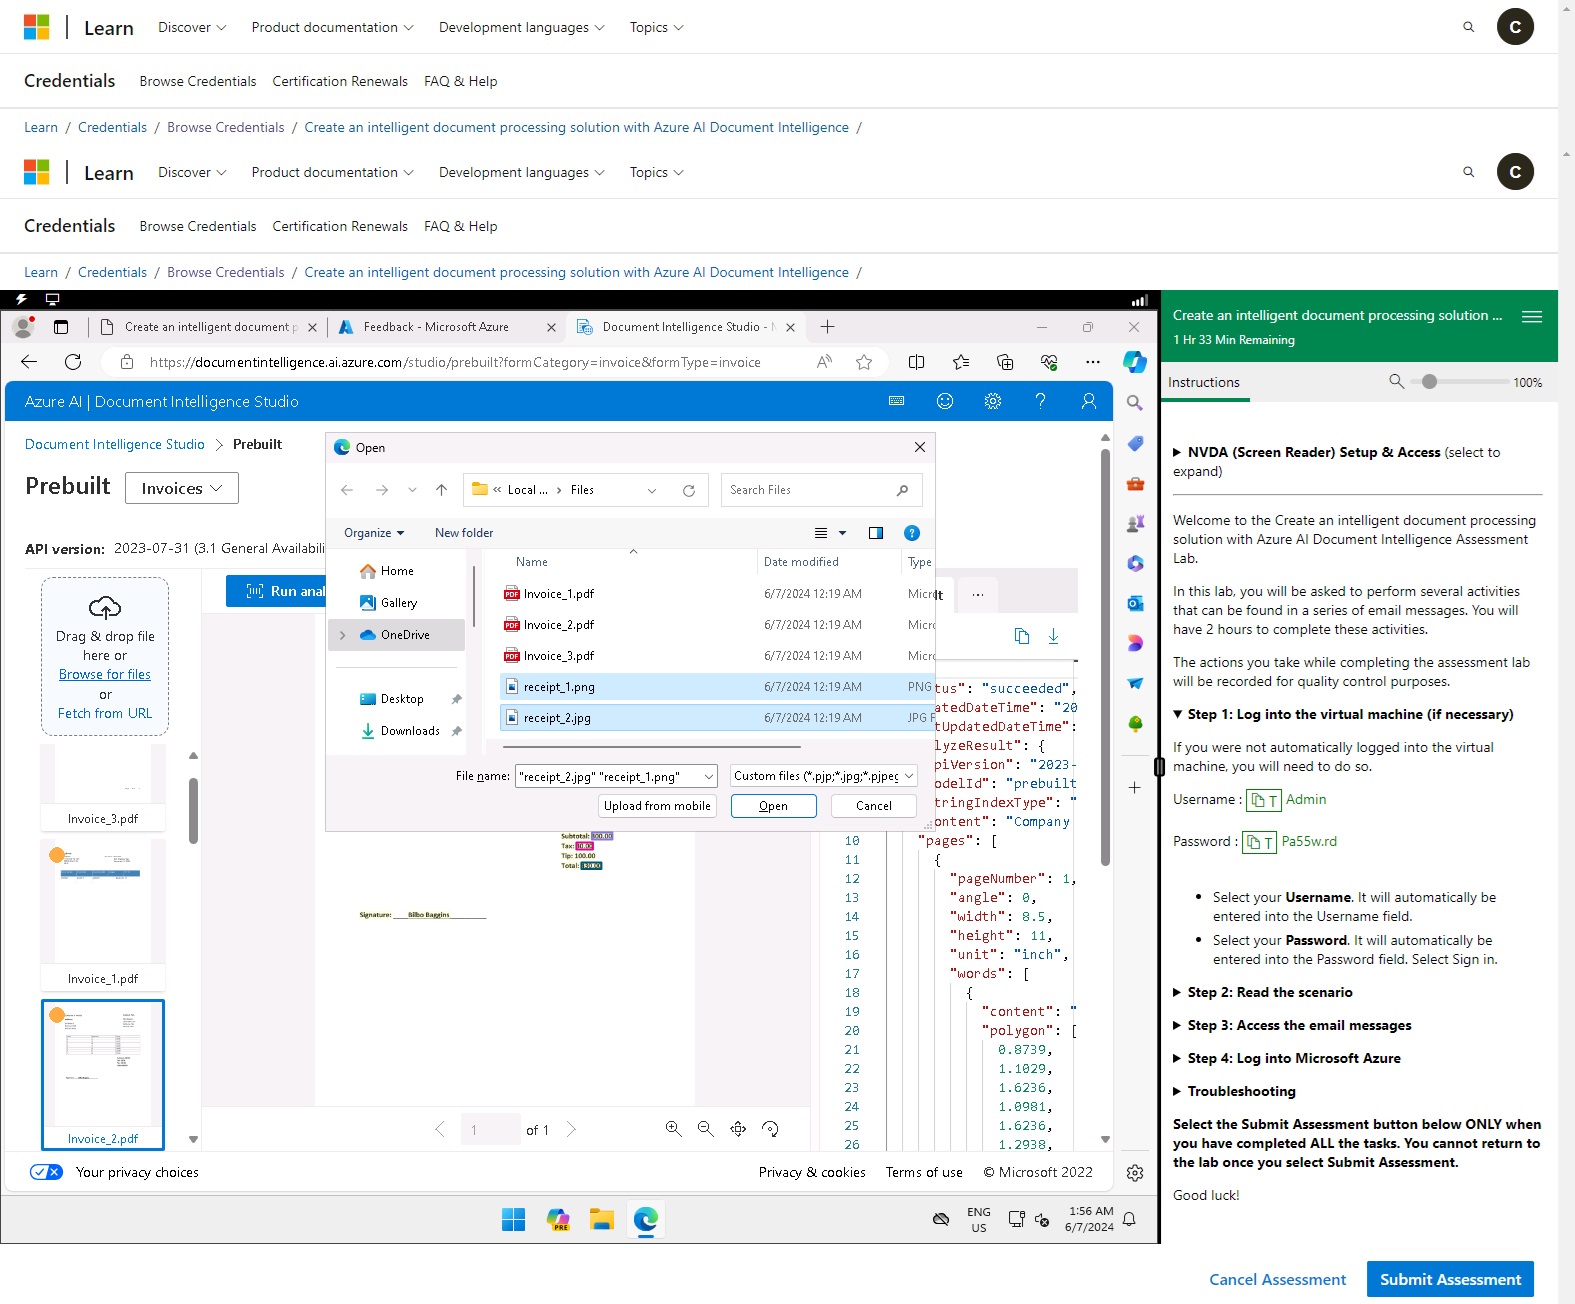 Learn Discover Product documentation Development languages Topics C
Credentials Browse Credentials Certification Renewals FAQ & Help
Learn / Credentials / Browse Credentials / Create an intelligent document processing solution with Azure AI Document Intelligence /
Learn Discover Product documentation Development languages Topics C
Credentials Browse Credentials Certification Renewals FAQ & Help
Learn / Credentials / Browse Credentials / Create an intelligent document processing solution with Azure AI Document Intelligence /
Create an intelligent document p
Feedback - Microsoft Azure
Document Intelligence Studio -
https://documentintelligence.ai.azure.com/studio/prebuilt?formCategory=invoice&formType=invoice
Azure AI | Document Intelligence Studio
Document Intelligence Studio > Prebuilt
Prebuilt Invoices
API version: 2023-07-31 (3.1 General Availabili
Drag & drop file
here or
Browse for files
or
Fetch from URL
Run anal
Invoice_3.pdf
Invoice_1.pdf
Invoice_2.pdf
Open
Local ... > Files
Search Files
Organize New folder
Home
Gallery
OneDrive
Desktop
Downloads
Name Date modified Type
Invoice_1.pdf 6/7/2024 12:19 AM Micr
Invoice_2.pdf 6/7/2024 12:19 AM Micr
Invoice_3.pdf 6/7/2024 12:19 AM Micr
receipt_1.png 6/7/2024 12:19 AM PNG
receipt_2.jpg 6/7/2024 12:19 AM JPG F
File name: "receipt_2.jpg" "receipt_1.png" Custom files (*.pjp;*.jpg;*.pjpeg
Upload from mobile Open Cancel
Subtotal: 300.00
Tax: 30.00
Tip: 100.00
Total: 430.00
Signature: ____Bilbo Baggins________
1 of 1
lt ...
tus": "succeeded",
atedDateTime": "20
tUpdatedDateTime":
lyzeResult": {
piVersion": "2023-
odelId": "prebuilt
tringIndexType": "
ontent": "Company
10 "pages": [
11 {
12 "pageNumber": 1,
13 "angle": 0,
14 "width": 8.5,
15 "height": 11,
16 "unit": "inch",
17 "words": [
18 {
19 "content": "
20 "polygon": [
21 0.8739,
22 1.1029,
23 1.6236,
24 1.0981,
25 1.6236,
26 1.2938,
Your privacy choices Privacy & cookies Terms of use © Microsoft 2022
PRE
ENG
US
1:56 AM
6/7/2024
Create an intelligent document processing solution ...
1 Hr 33 Min Remaining
Instructions 100%
▶ NVDA (Screen Reader) Setup & Access (select to
expand)
Welcome to the Create an intelligent document processing
solution with Azure AI Document Intelligence Assessment
Lab.
In this lab, you will be asked to perform several activities
that can be found in a series of email messages. You will
have 2 hours to complete these activities.
The actions you take while completing the assessment lab
will be recorded for quality control purposes.
▼ Step 1: Log into the virtual machine (if necessary)
If you were not automatically logged into the virtual
machine, you will need to do so.
Username : T Admin
Password : T Pa55w.rd
• Select your Username. It will automatically be
entered into the Username field.
• Select your Password. It will automatically be
entered into the Password field. Select Sign in.
▶ Step 2: Read the scenario
▶ Step 3: Access the email messages
▶ Step 4: Log into Microsoft Azure
▶ Troubleshooting
Select the Submit Assessment button below ONLY when
you have completed ALL the tasks. You cannot return to
the lab once you select Submit Assessment.
Good luck!
Cancel Assessment Submit Assessment